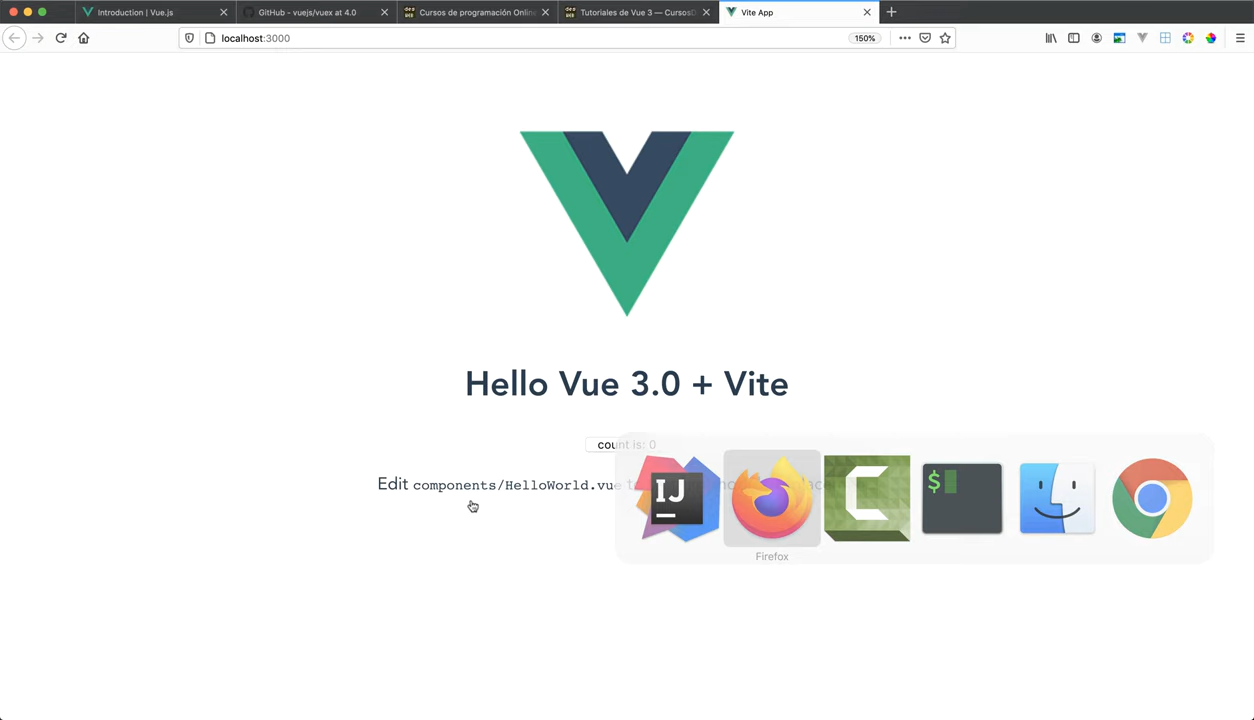 Introduction | Vue.js
GitHub - vuejs/vuex at 4.0
Cursos de programación Online
Tutoriales de Vue 3 — CursosD
Vite App
localhost:3000
150%
Hello Vue 3.0 + Vite
count is: 0
Edit components/HelloWorld.vue
IJ
C
$
Firefox